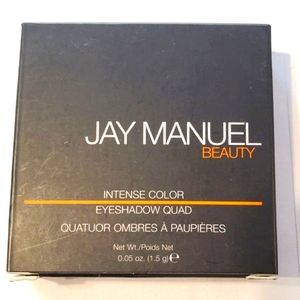 JAY MANUEL
BEAUTY
INTENSE COLOR
EYESHADOW QUAD
QUATUOR OMBRES À PAUPIÈRES
Net Wt./Poids Net
0.05 oz. (1.5 g)℮